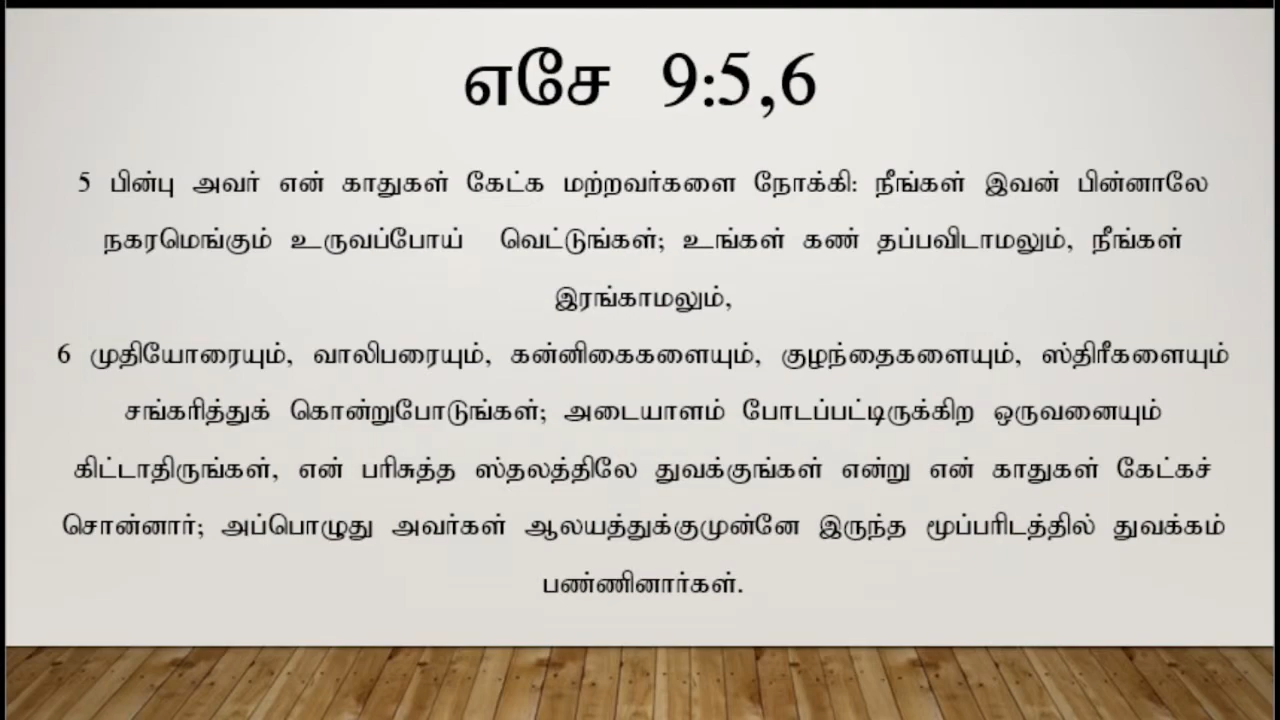 எசே 9:5,6
5 பின்பு அவர் என் காதுகள் கேட்க மற்றவர்களை நோக்கி: நீங்கள் இவன் பின்னாலே
நகரமெங்கும் உருவப்போய் வெட்டுங்கள்; உங்கள் கண் தப்பவிடாமலும், நீங்கள்
இரங்காமலும்,
6 முதியோரையும், வாலிபரையும், கன்னிகைகளையும், குழந்தைகளையும், ஸ்திரீகளையும்
சங்கரித்துக் கொன்றுபோடுங்கள்; அடையாளம் போடப்பட்டிருக்கிற ஒருவனையும்
கிட்டாதிருங்கள், என் பரிசுத்த ஸ்தலத்திலே துவக்குங்கள் என்று என் காதுகள் கேட்கச்
சொன்னார்; அப்பொழுது அவர்கள் ஆலயத்துக்குமுன்னே இருந்த மூப்பரிடத்தில் துவக்கம்
பண்ணினார்கள்.